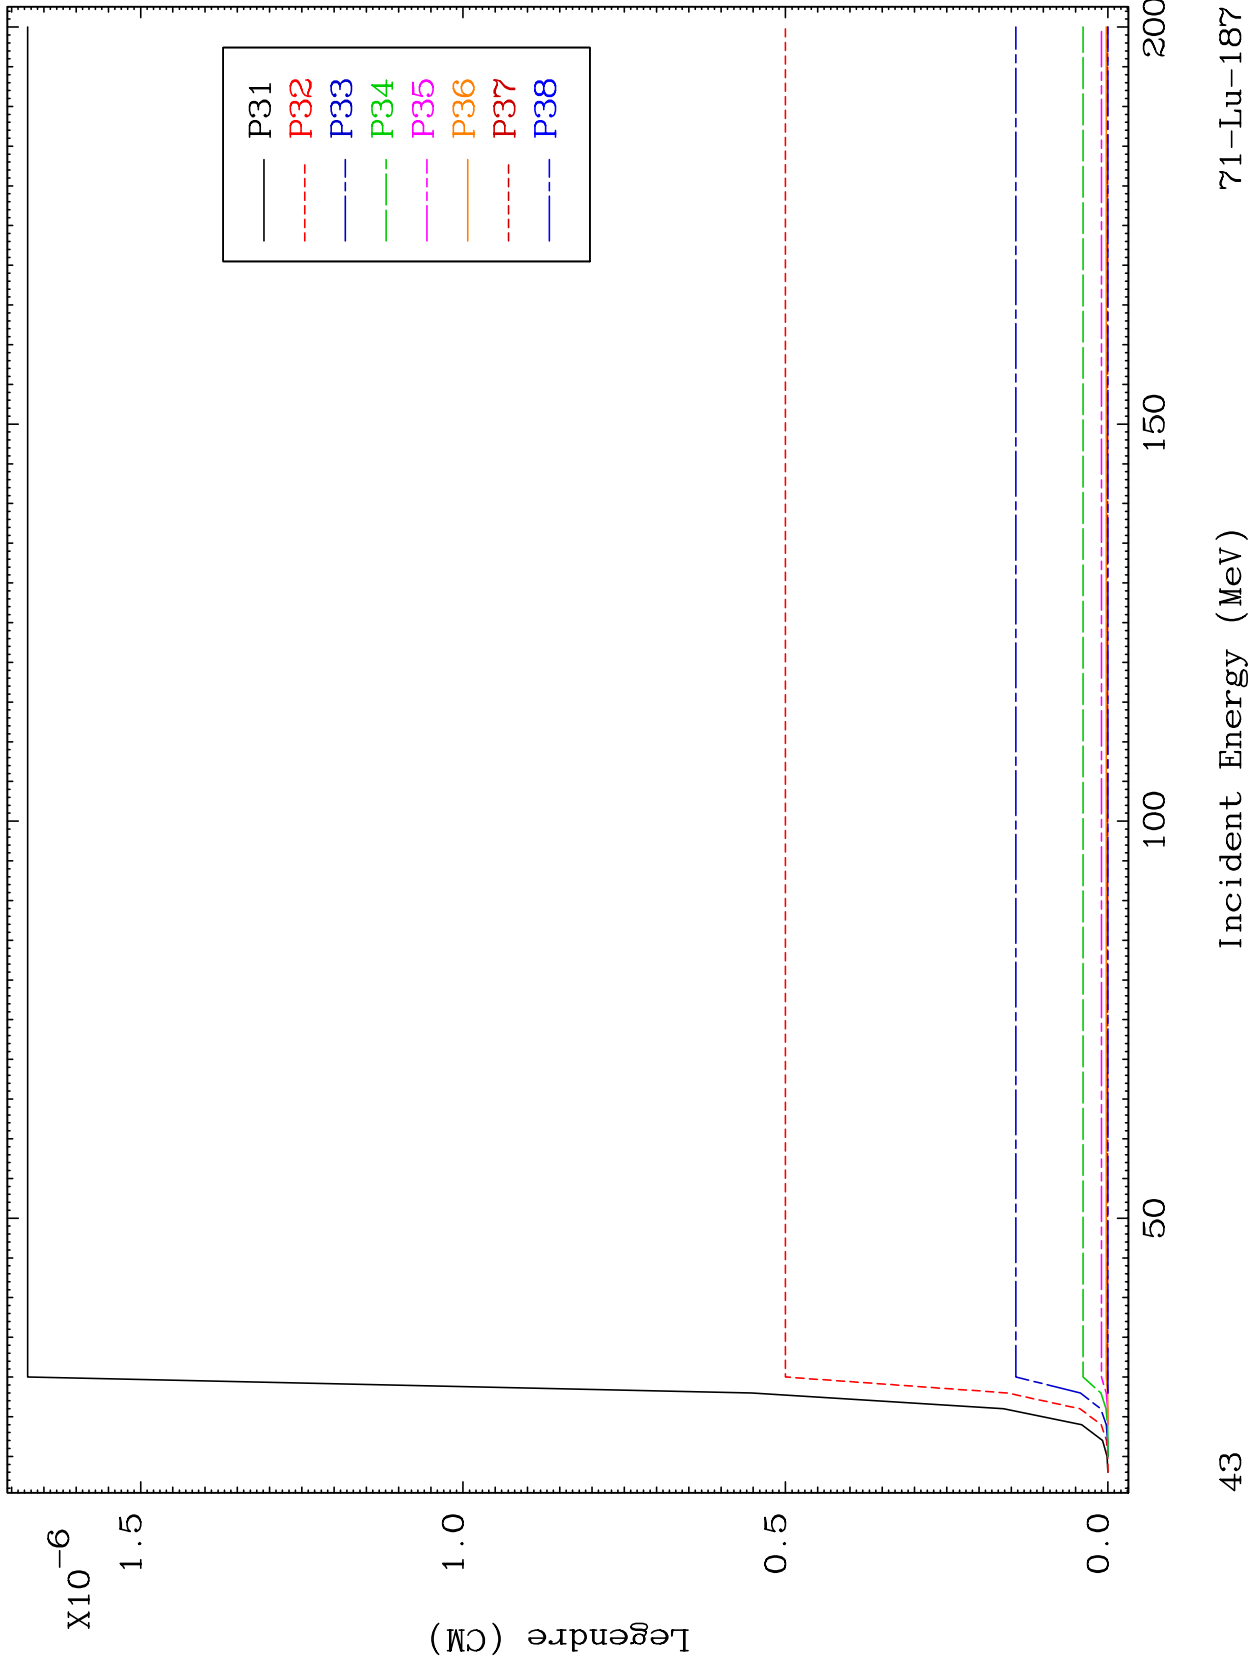 X10-6
1.5
1.0
0.5
0.0
Legendre (CM)
P31
P32
P33
P34
P35
P36
P37
P38
50
100
150
200
43
Incident Energy (MeV)
71-Lu-187